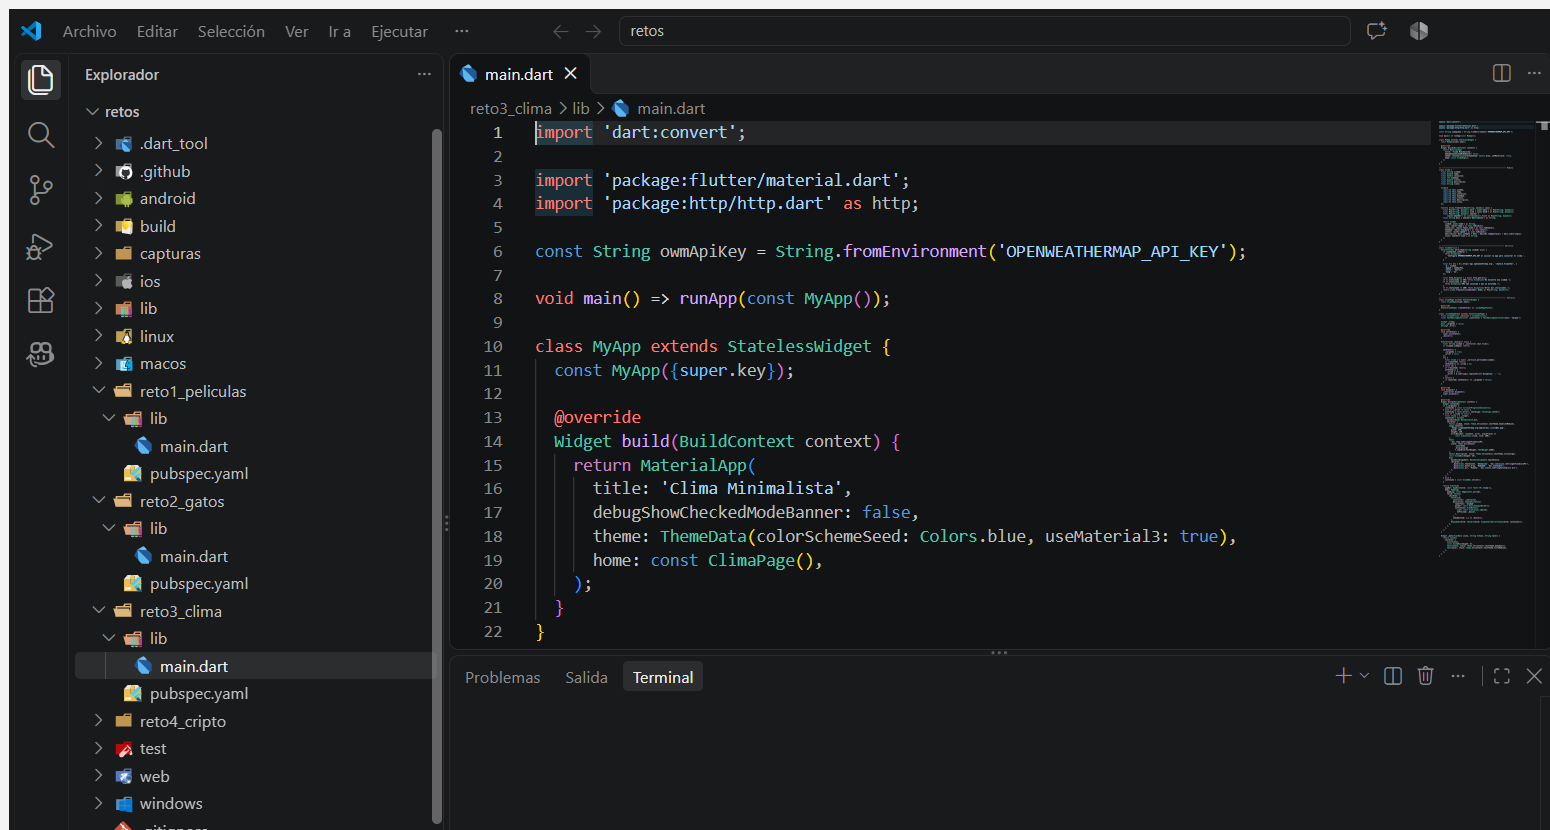 Archivo Editar Selección Ver Ir a Ejecutar ··· retos
Explorador ···
retos
.dart_tool
.github
android
build
capturas
ios
lib
linux
macos
reto1_peliculas
lib
main.dart
pubspec.yaml
reto2_gatos
lib
main.dart
pubspec.yaml
reto3_clima
lib
main.dart
pubspec.yaml
reto4_cripto
test
web
windows
main.dart
reto3_clima > lib > main.dart
1 import 'dart:convert';
2
3 import 'package:flutter/material.dart';
4 import 'package:http/http.dart' as http;
5
6 const String owmApiKey = String.fromEnvironment('OPENWEATHERMAP_API_KEY');
7
8 void main() => runApp(const MyApp());
9
10 class MyApp extends StatelessWidget {
11 const MyApp({super.key});
12
13 @override
14 Widget build(BuildContext context) {
15 return MaterialApp(
16 title: 'Clima Minimalista',
17 debugShowCheckedModeBanner: false,
18 theme: ThemeData(colorSchemeSeed: Colors.blue, useMaterial3: true),
19 home: const ClimaPage(),
20 );
21 }
22 }
Problemas Salida Terminal